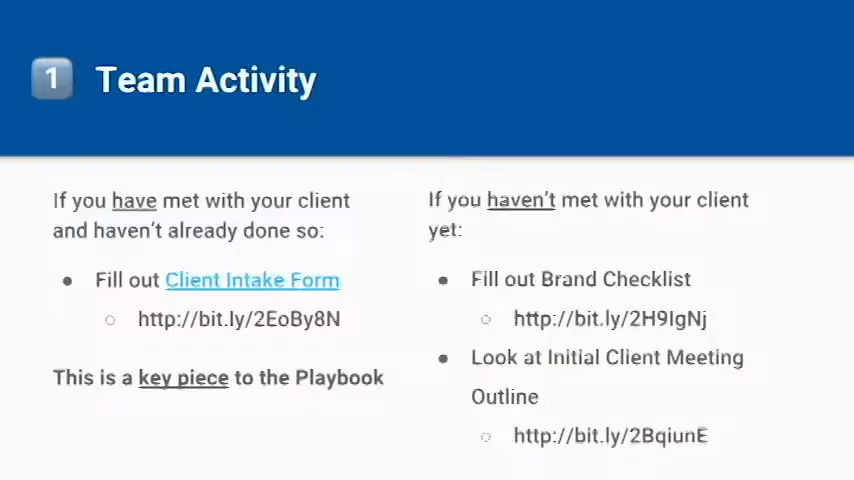 1 Team Activity
If you have met with your client
and haven't already done so:
● Fill out Client Intake Form
○ http://bit.ly/2EoBy8N
This is a key piece to the Playbook
If you haven't met with your client
yet:
● Fill out Brand Checklist
○ http://bit.ly/2H9IgNj
● Look at Initial Client Meeting
Outline
○ http://bit.ly/2BqiunE